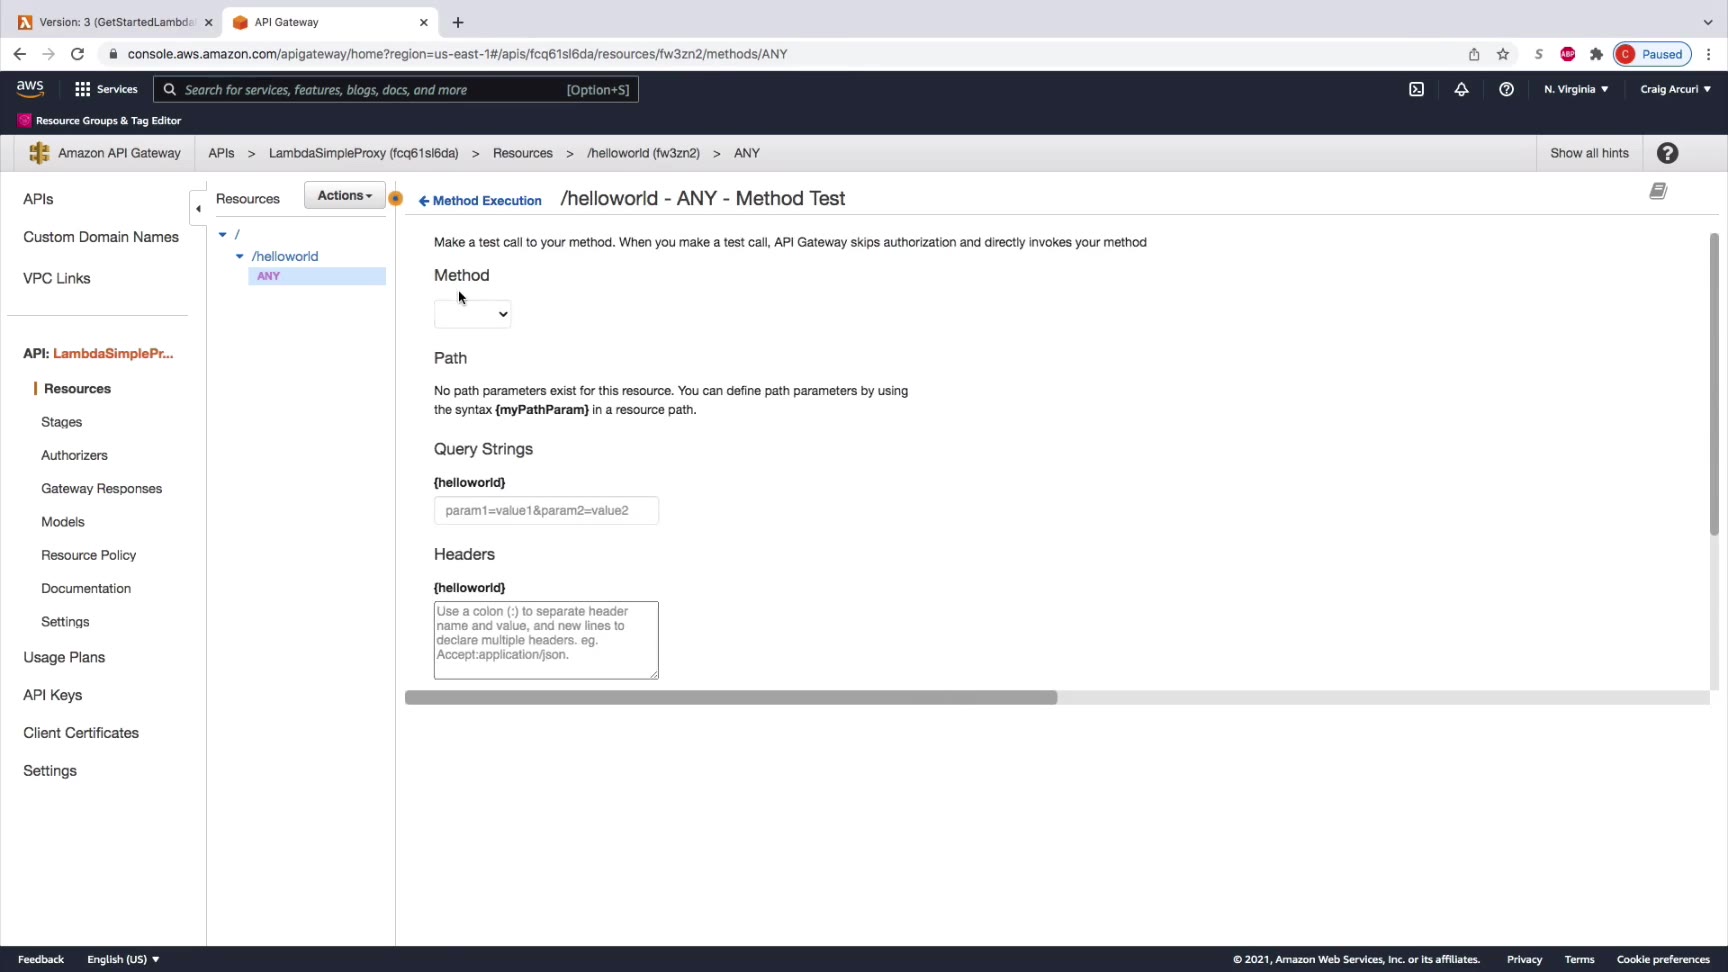 Version: 3 (GetStartedLambda
API Gateway
console.aws.amazon.com/apigateway/home?region=us-east-1#/apis/fcq61sl6da/resources/fw3zn2/methods/ANY
S
ABP
C Paused
aws
Services
Search for services, features, blogs, docs, and more [Option+S]
N. Virginia
Craig Arcuri
Resource Groups & Tag Editor
Amazon API Gateway
APIs > LambdaSimpleProxy (fcq61sl6da) > Resources > /helloworld (fw3zn2) > ANY
Show all hints
?
APIs
Custom Domain Names
VPC Links
API: LambdaSimplePr...
Resources
Stages
Authorizers
Gateway Responses
Models
Resource Policy
Documentation
Settings
Usage Plans
API Keys
Client Certificates
Settings
Resources
Actions
/
/helloworld
ANY
Method Execution /helloworld - ANY - Method Test
Make a test call to your method. When you make a test call, API Gateway skips authorization and directly invokes your method
Method
Path
No path parameters exist for this resource. You can define path parameters by using
the syntax {myPathParam} in a resource path.
Query Strings
{helloworld}
param1=value1&param2=value2
Headers
{helloworld}
Use a colon (:) to separate header
name and value, and new lines to
declare multiple headers. eg.
Accept:application/json.
Feedback
English (US)
© 2021, Amazon Web Services, Inc. or its affiliates.
Privacy
Terms
Cookie preferences